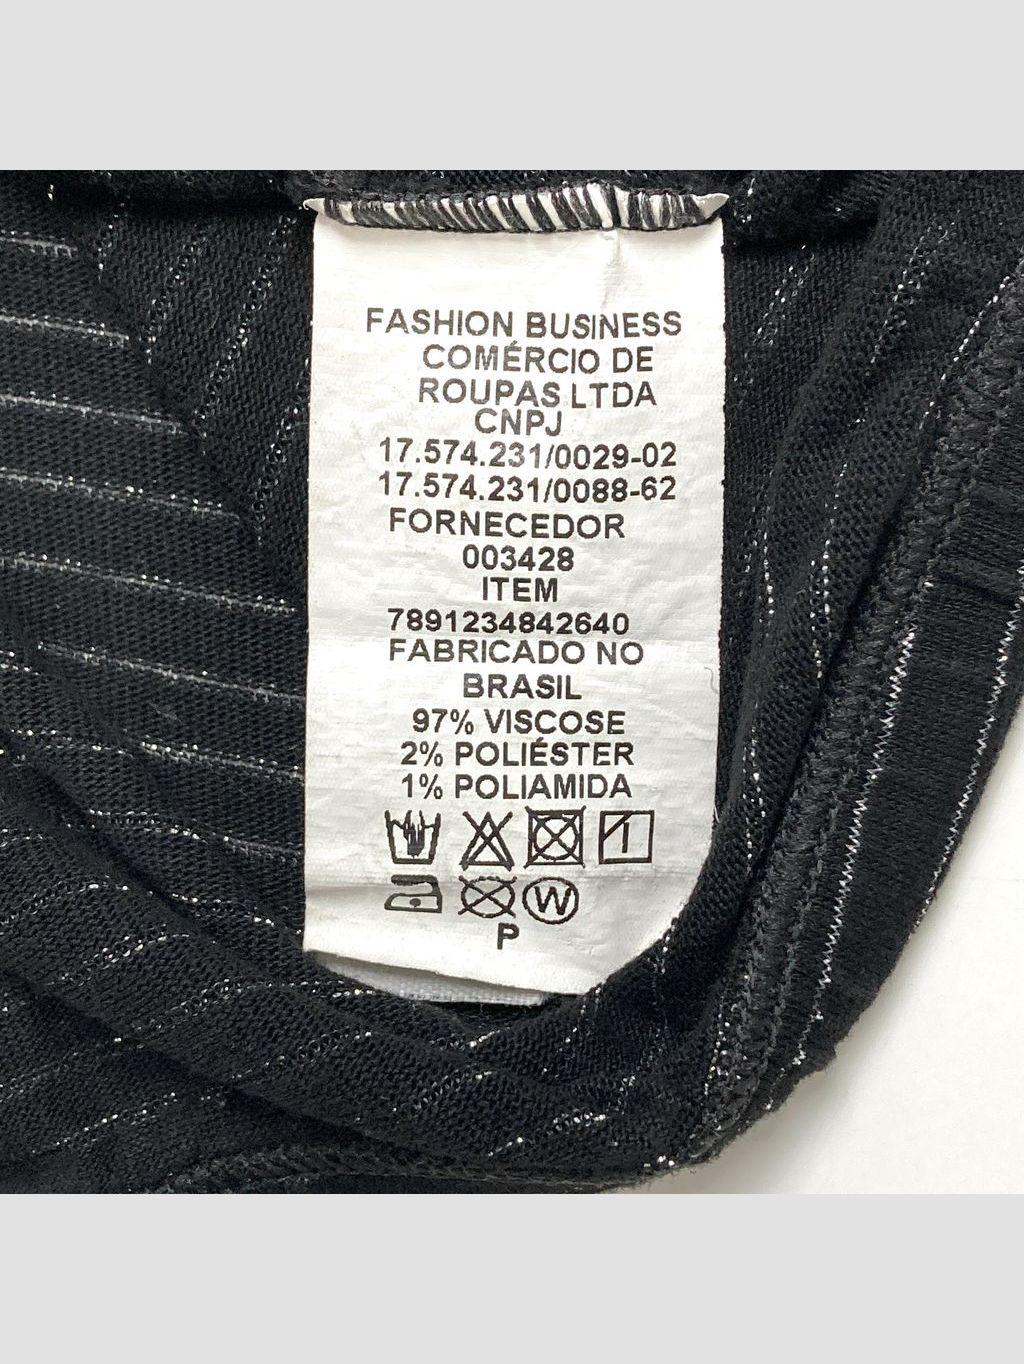 FASHION BUSINESS
COMÉRCIO DE
ROUPAS LTDA
CNPJ
17.574.231/0029-02
17.574.231/0088-62
FORNECEDOR
003428
ITEM
7891234842640
FABRICADO NO
BRASIL
97% VISCOSE
2% POLIÉSTER
1% POLIAMIDA
W
P